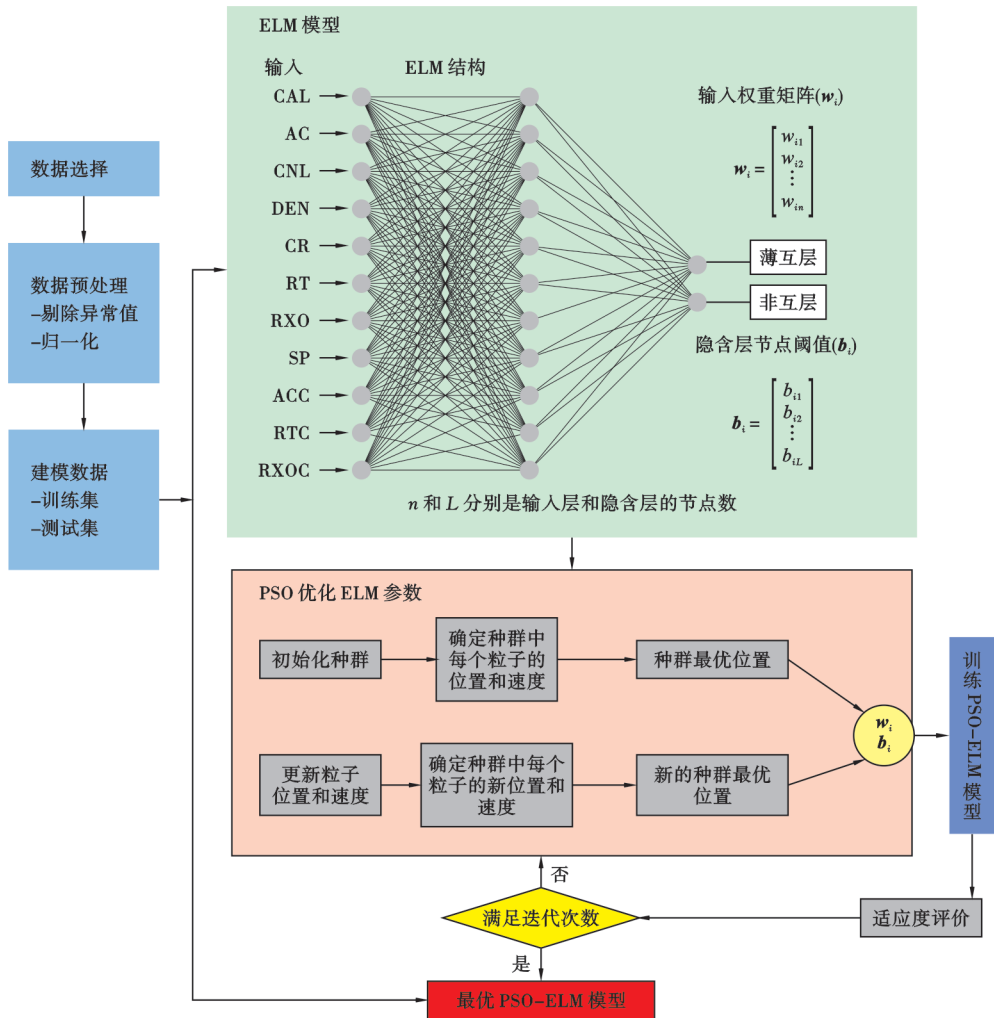 数据选择
数据预处理
–剔除异常值
–归一化
建模数据
–训练集
–测试集
ELM 模型
输入
ELM 结构
CAL
AC
CNL
DEN
CR
RT
RXO
SP
ACC
RTC
RXOC
薄互层
非互层
输入权重矩阵(wᵢ)
wᵢ =
wᵢ₁
wᵢ₂
⋮
wᵢₙ
隐含层节点阈值(bᵢ)
bᵢ =
bᵢ₁
bᵢ₂
⋮
b_{iL}
n 和 L 分别是输入层和隐含层的节点数
PSO 优化 ELM 参数
初始化种群
确定种群中
每个粒子的
位置和速度
种群最优位置
更新粒子
位置和速度
确定种群中每个
粒子的新位置和
速度
新的种群最优
位置
wᵢ
bᵢ
训练 PSO–ELM 模型
适应度评价
满足迭代次数
否
是
最优 PSO–ELM 模型